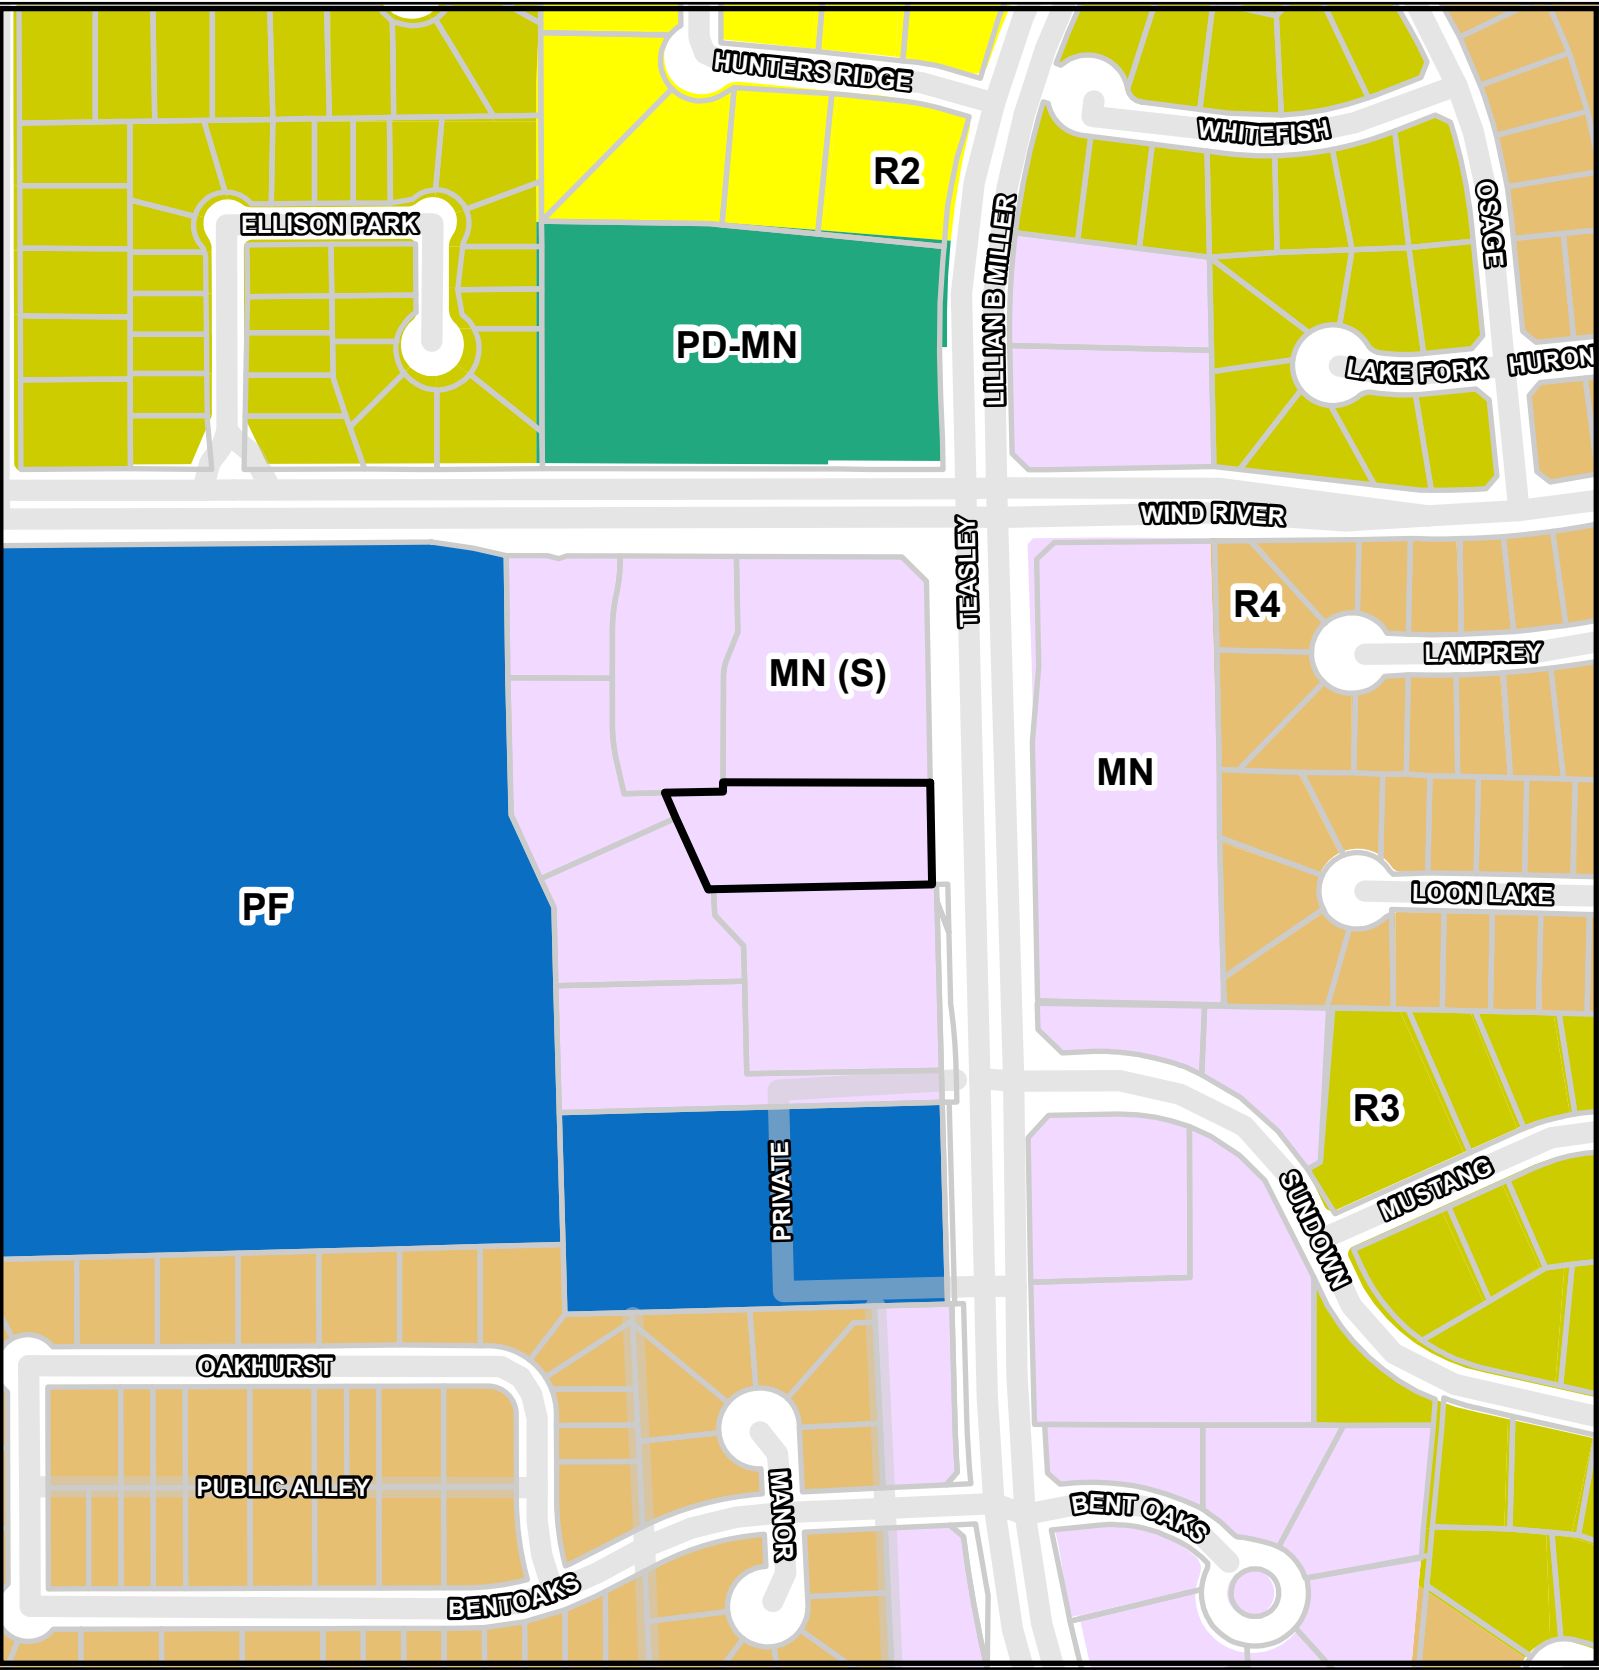 HUNTERS RIDGE
WHITEFISH
R2
OSAGE
ELLISON PARK
LILLIAN B MILLER
PD-MN
LAKE FORK
HURON
WIND RIVER
TEASLEY
R4
LAMPREY
MN (S)
MN
PF
LOON LAKE
R3
PRIVATE
MUSTANG
SUNDOWN
OAKHURST
PUBLIC ALLEY
MANOR
BENT OAKS
BENTOAKS